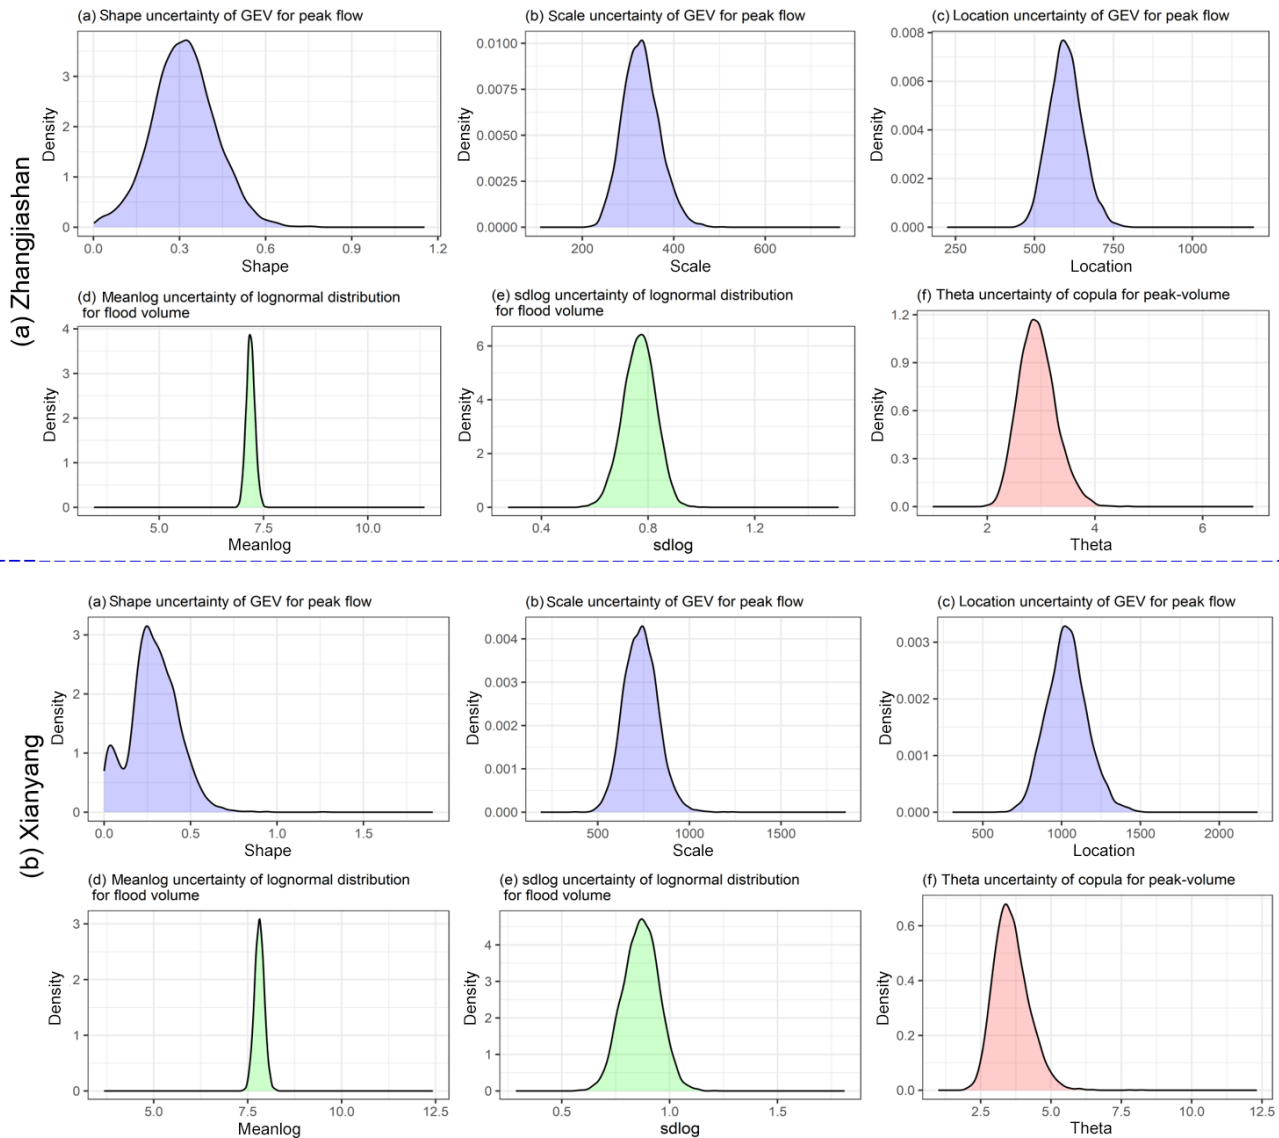 (a) Zhangjiashan
(a) Shape uncertainty of GEV for peak flow
Density
3
2
1
0
0.0 0.3 0.6 0.9 1.2
Shape
(b) Scale uncertainty of GEV for peak flow
Density
0.0100
0.0075
0.0050
0.0025
0.0000
200 400 600
Scale
(c) Location uncertainty of GEV for peak flow
Density
0.008
0.006
0.004
0.002
0.000
250 500 750 1000
Location
(d) Meanlog uncertainty of lognormal distribution
for flood volume
Density
4
3
2
1
0
5.0 7.5 10.0
Meanlog
(e) sdlog uncertainty of lognormal distribution
for flood volume
Density
6
4
2
0
0.4 0.8 1.2
sdlog
(f) Theta uncertainty of copula for peak-volume
Density
1.2
0.9
0.6
0.3
0.0
2 4 6
Theta
(b) Xianyang
(a) Shape uncertainty of GEV for peak flow
Density
3
2
1
0
0.0 0.5 1.0 1.5
Shape
(b) Scale uncertainty of GEV for peak flow
Density
0.004
0.003
0.002
0.001
0.000
500 1000 1500
Scale
(c) Location uncertainty of GEV for peak flow
Density
0.003
0.002
0.001
0.000
500 1000 1500 2000
Location
(d) Meanlog uncertainty of lognormal distribution
for flood volume
Density
3
2
1
0
5.0 7.5 10.0 12.5
Meanlog
(e) sdlog uncertainty of lognormal distribution
for flood volume
Density
4
3
2
1
0
0.5 1.0 1.5
sdlog
(f) Theta uncertainty of copula for peak-volume
Density
0.6
0.4
0.2
0.0
2.5 5.0 7.5 10.0 12.5
Theta